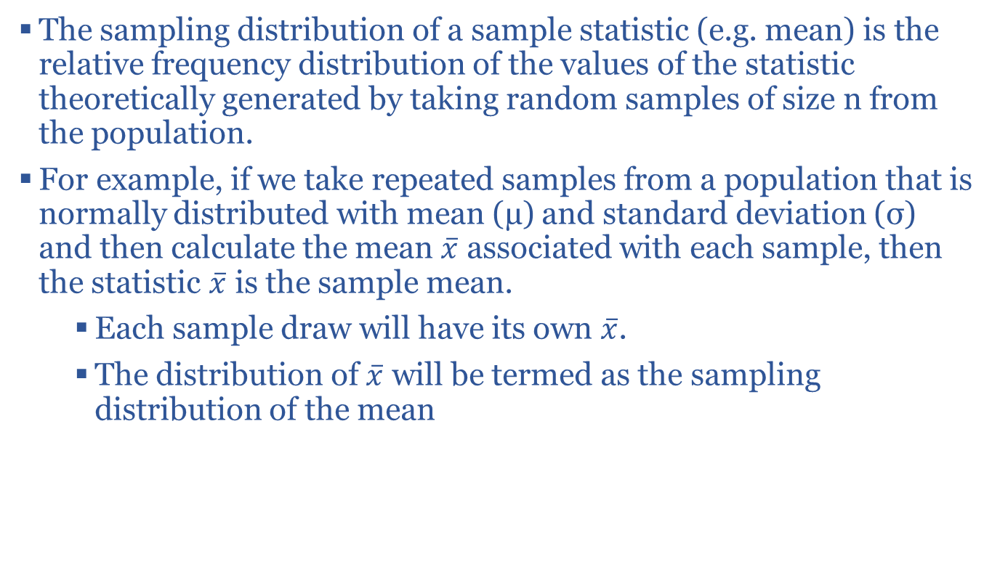 ▪ The sampling distribution of a sample statistic (e.g. mean) is the
relative frequency distribution of the values of the statistic
theoretically generated by taking random samples of size n from
the population.
▪ For example, if we take repeated samples from a population that is
normally distributed with mean (μ) and standard deviation (σ)
and then calculate the mean x̄ associated with each sample, then
the statistic x̄ is the sample mean.
▪ Each sample draw will have its own x̄.
▪ The distribution of x̄ will be termed as the sampling
distribution of the mean